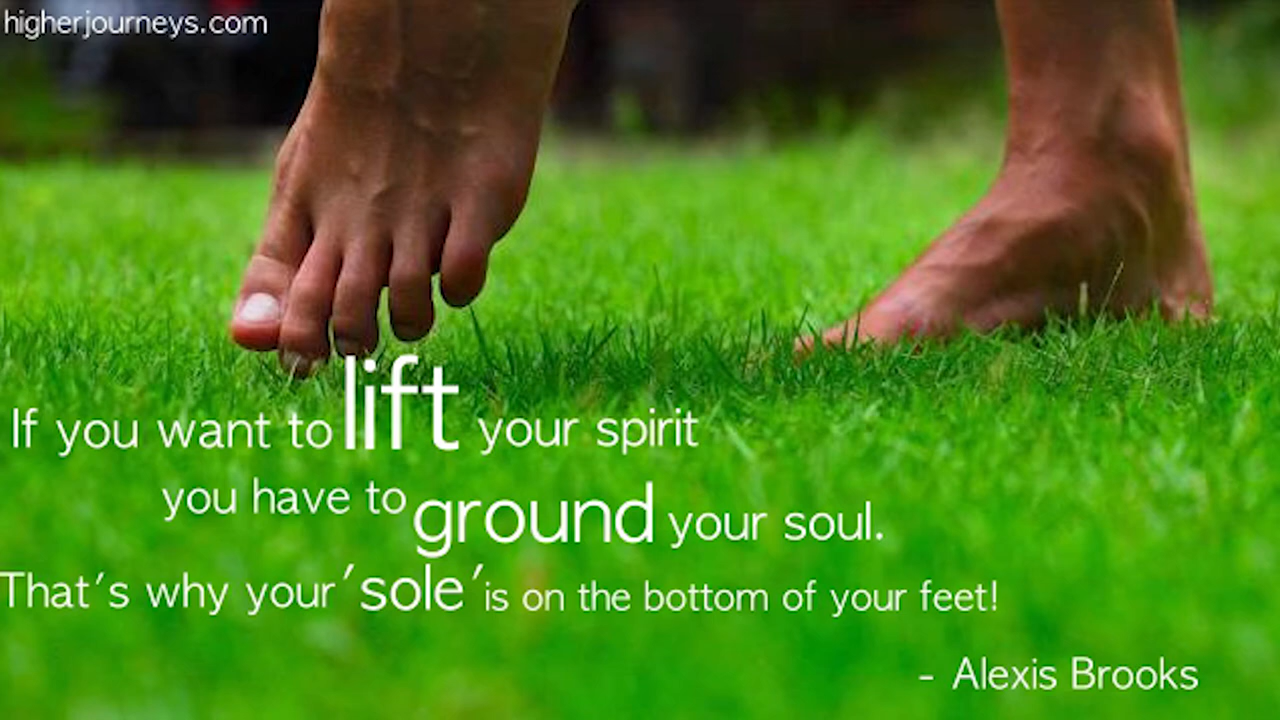 higherjourneys.com
If you want to lift your spirit
you have to ground your soul.
That's why your 'sole' is on the bottom of your feet!
- Alexis Brooks